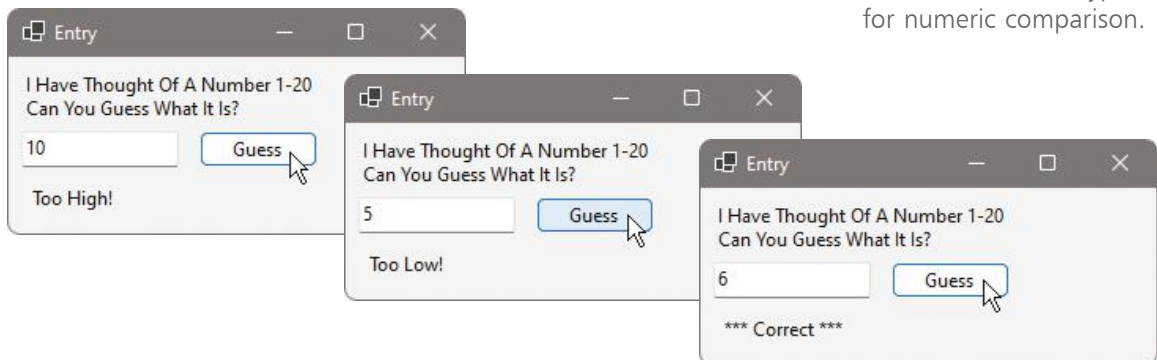 for numeric comparison.
Entry
I Have Thought Of A Number 1-20
Can You Guess What It Is?
10
Guess
Too High!
Entry
I Have Thought Of A Number 1-20
Can You Guess What It Is?
5
Guess
Too Low!
Entry
I Have Thought Of A Number 1-20
Can You Guess What It Is?
6
Guess
*** Correct ***